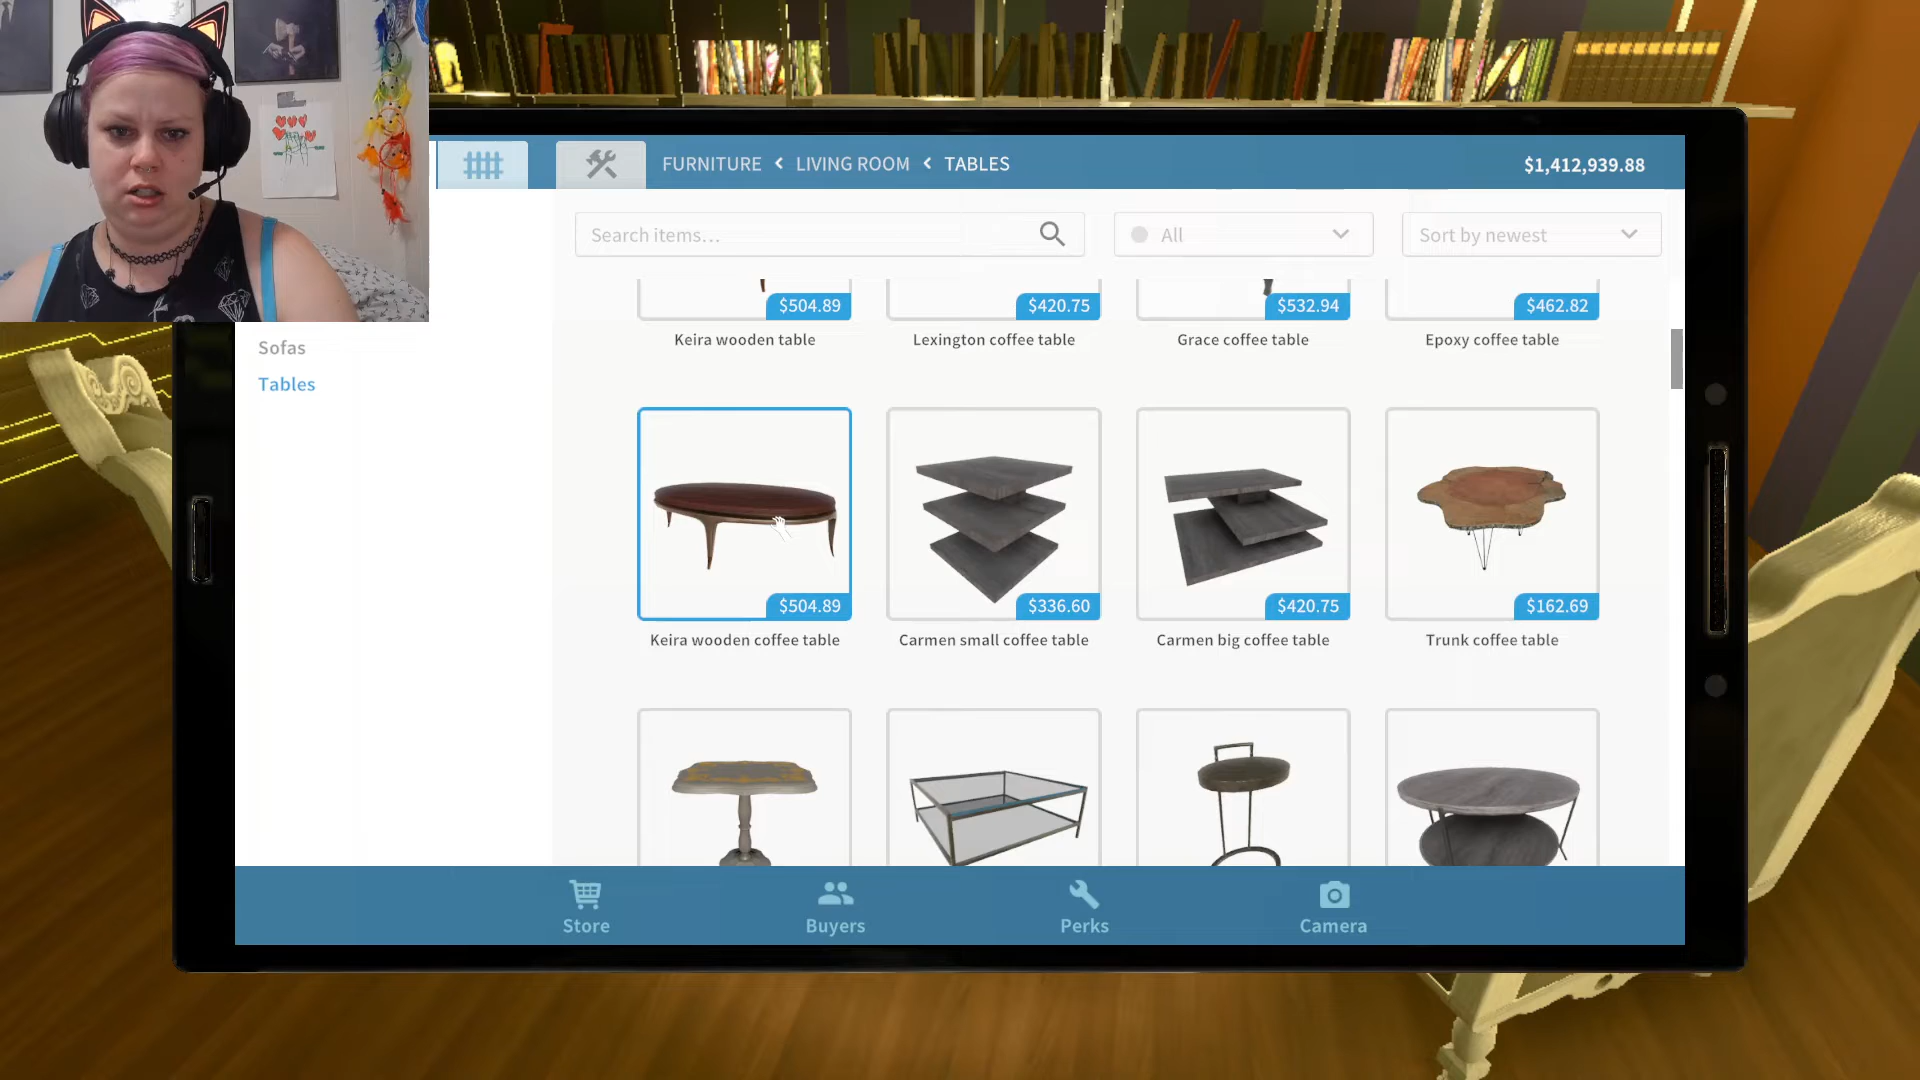 FURNITURE < LIVING ROOM < TABLES
$1,412,939.88
Search items...
All
Sort by newest
$504.89
$420.75
$532.94
$462.82
Keira wooden table
Lexington coffee table
Grace coffee table
Epoxy coffee table
Sofas
Tables
$504.89
$336.60
$420.75
$162.69
Keira wooden coffee table
Carmen small coffee table
Carmen big coffee table
Trunk coffee table
Store
Buyers
Perks
Camera